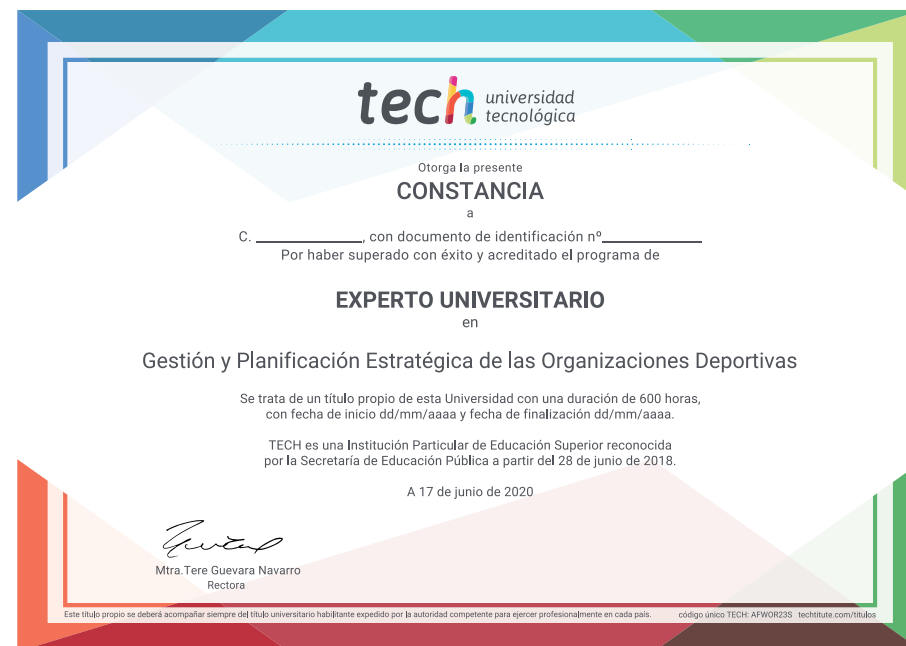 tech universidad
tecnológica
Otorga la presente
CONSTANCIA
a
C. ____________, con documento de identificación nº____________
Por haber superado con éxito y acreditado el programa de
EXPERTO UNIVERSITARIO
en
Gestión y Planificación Estratégica de las Organizaciones Deportivas
Se trata de un título propio de esta Universidad con una duración de 600 horas,
con fecha de inicio dd/mm/aaaa y fecha de finalización dd/mm/aaaa.
TECH es una Institución Particular de Educación Superior reconocida
por la Secretaría de Educación Pública a partir del 28 de junio de 2018.
A 17 de junio de 2020
Mtra.Tere Guevara Navarro
Rectora
Este título propio se deberá acompañar siempre del título universitario habilitante expedido por la autoridad competente para ejercer profesionalmente en cada país. código único TECH: AFWOR23S techtitute.com/titulos